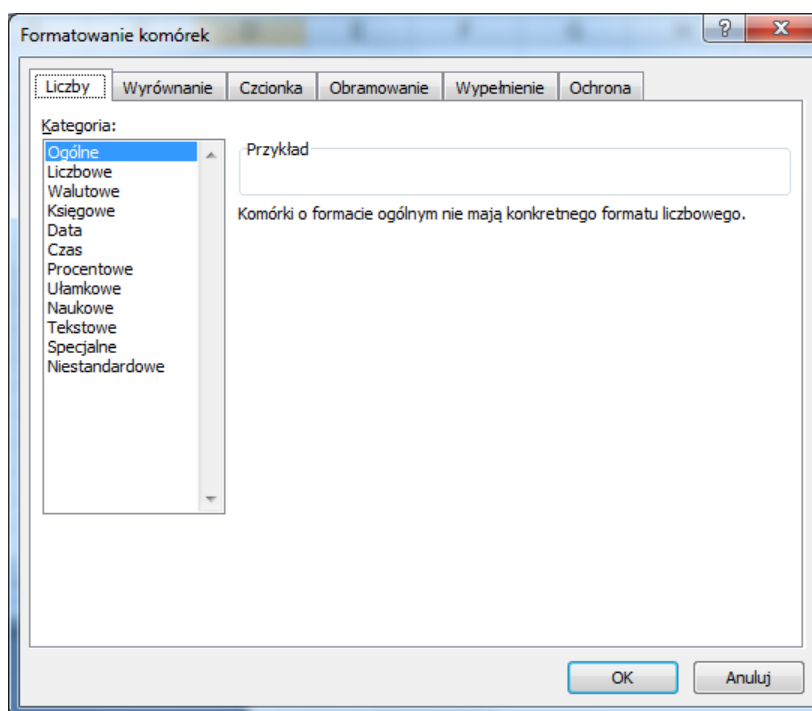 Formatowanie komórek
?
Liczby Wyrównanie Czcionka Obramowanie Wypełnienie Ochrona
Kategoria:
Ogólne
Liczbowe
Walutowe
Księgowe
Data
Czas
Procentowe
Ułamkowe
Naukowe
Tekstowe
Specjalne
Niestandardowe
Przykład
Komórki o formacie ogólnym nie mają konkretnego formatu liczbowego.
OK Anuluj